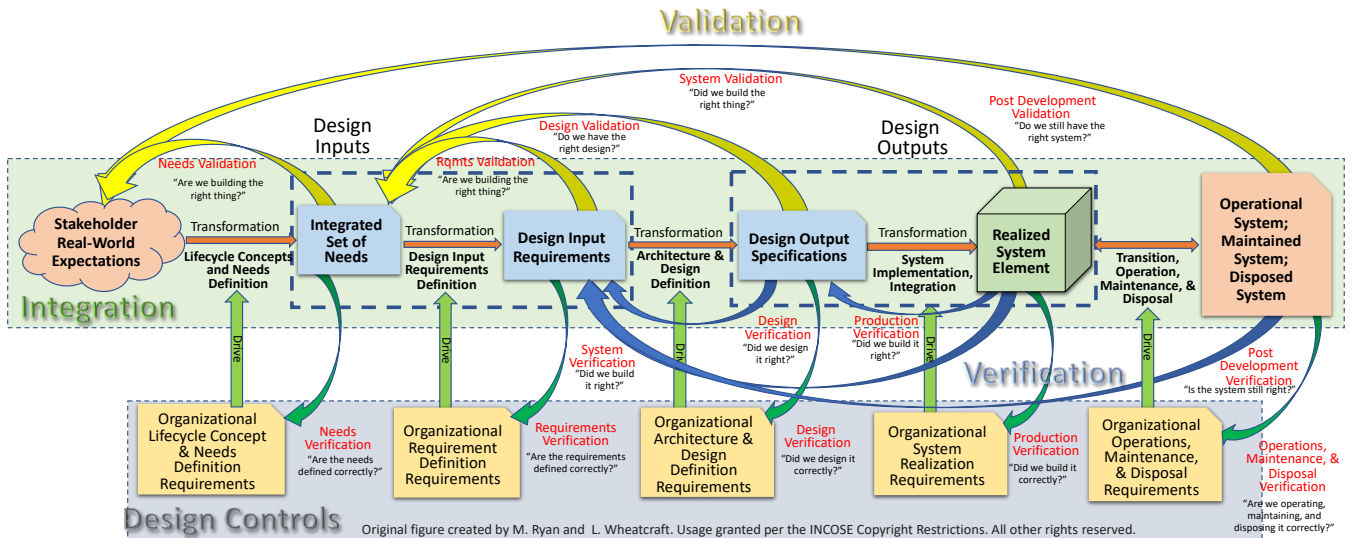 Validation
System Validation
"Did we build the
right thing?"
Post Development
Validation
"Do we still have the
right system?"
Design
Inputs
Design Validation
"Do we have the
right design?"
Design
Outputs
Needs Validation
"Are we building the
right thing?"
Rqmts Validation
"Are we building the
right thing?"
Stakeholder
Real-World
Expectations
Transformation
Lifecycle Concepts
and Needs
Definition
Integrated
Set of
Needs
Transformation
Design Input
Requirements
Definition
Design Input
Requirements
Transformation
Architecture &
Design
Definition
Design Output
Specifications
Transformation
System
Implementation,
Integration
Realized
System
Element
Transition,
Operation,
Maintenance, &
Disposal
Operational
System;
Maintained
System;
Disposed
System
Integration
Drive
Drive
Drive
Drive
Drive
System
Verification
"Did we build
it right?"
Design
Verification
"Did we design
it right?"
Production
Verification
"Did we build it
right?"
Verification
Post
Development
Verification
"Is the system still right?"
Organizational
Lifecycle Concept
& Needs
Definition
Requirements
Needs
Verification
"Are the needs
defined correctly?"
Organizational
Requirement
Definition
Requirements
Requirements
Verification
"Are the requirements
defined correctly?"
Organizational
Architecture &
Design Definition
Requirements
Design
Verification
"Did we design it
correctly?"
Organizational
System
Realization
Requirements
Production
Verification
"Did we build it
correctly?"
Organizational
Operations,
Maintenance,
& Disposal
Requirements
Operations,
Maintenance, &
Disposal
Verification
"Are we operating,
maintaining, and
disposing it correctly?"
Design Controls
Original figure created by M. Ryan and L. Wheatcraft. Usage granted per the INCOSE Copyright Restrictions. All other rights reserved.